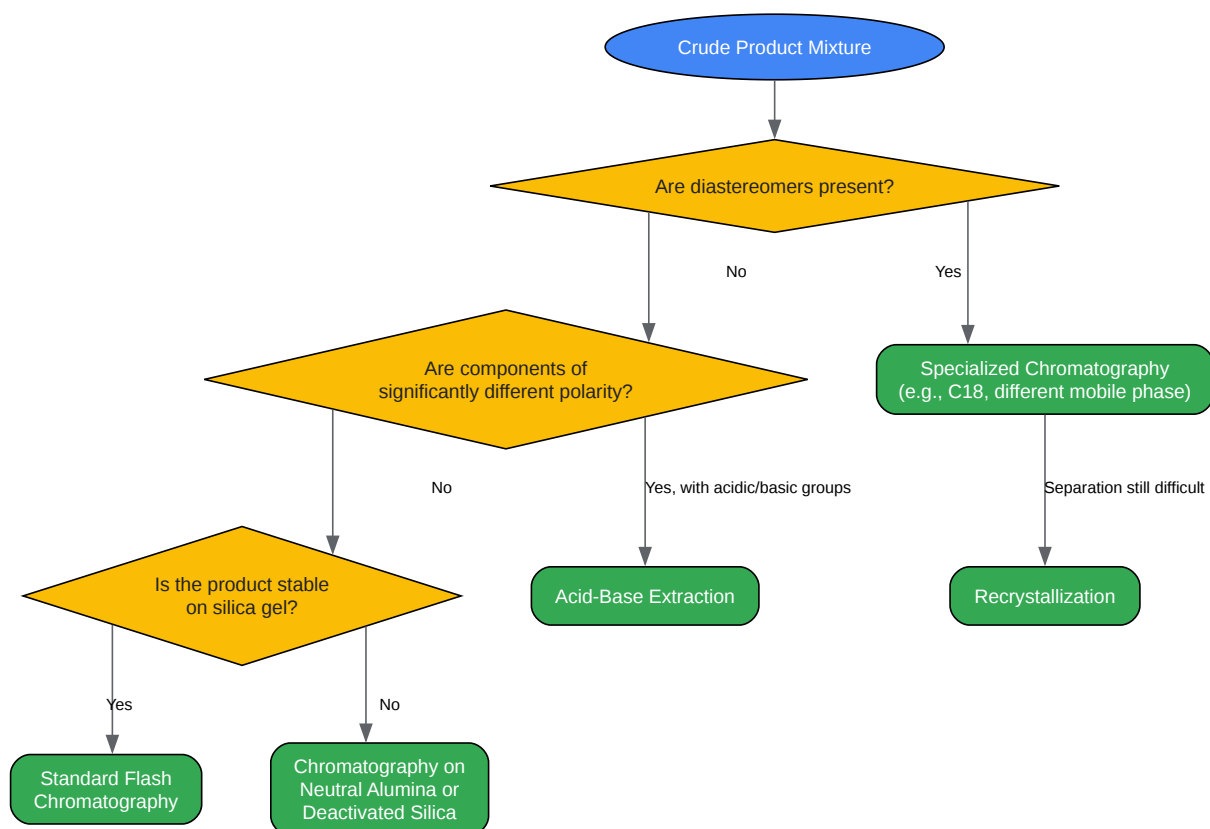 Crude Product Mixture
Are diastereomers present?
No
Yes
Are components of
significantly different polarity?
Specialized Chromatography
(e.g., C18, different mobile phase)
No
Yes, with acidic/basic groups
Separation still difficult
Is the product stable
on silica gel?
Acid-Base Extraction
Recrystallization
Yes
No
Standard Flash
Chromatography
Chromatography on
Neutral Alumina or
Deactivated Silica